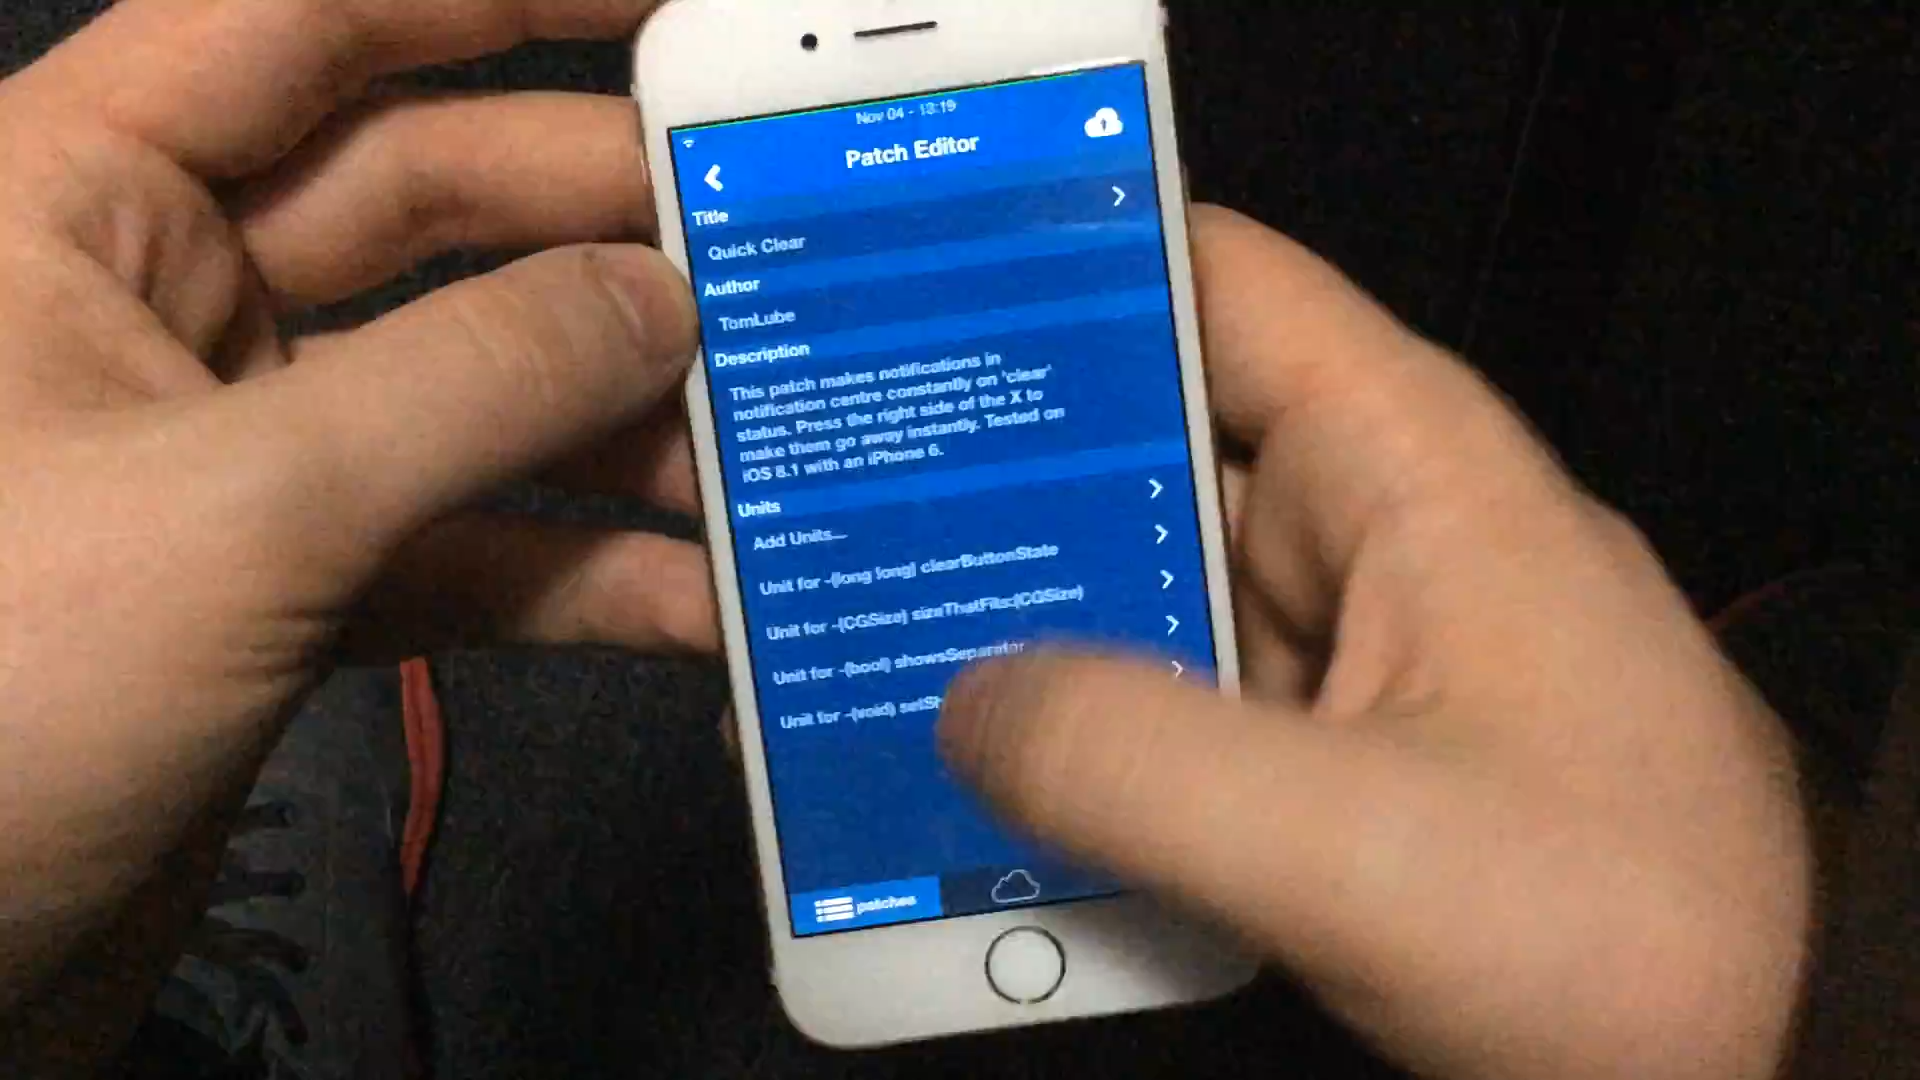 Nov 04 - 13:19
Patch Editor
Title
Quick Clear
Author
TomLube
Description
This patch makes notifications in
notification centre constantly on 'clear'
status. Press the right side of the X to
make them go away instantly. Tested on
iOS 8.1 with an iPhone 6.
Units
Add Units...
Unit for -(long long) clearButtonState
Unit for -(CGSize) sizeThatFits:(CGSize)
Unit for -(bool) showsSeparator
Unit for -(void)
patches